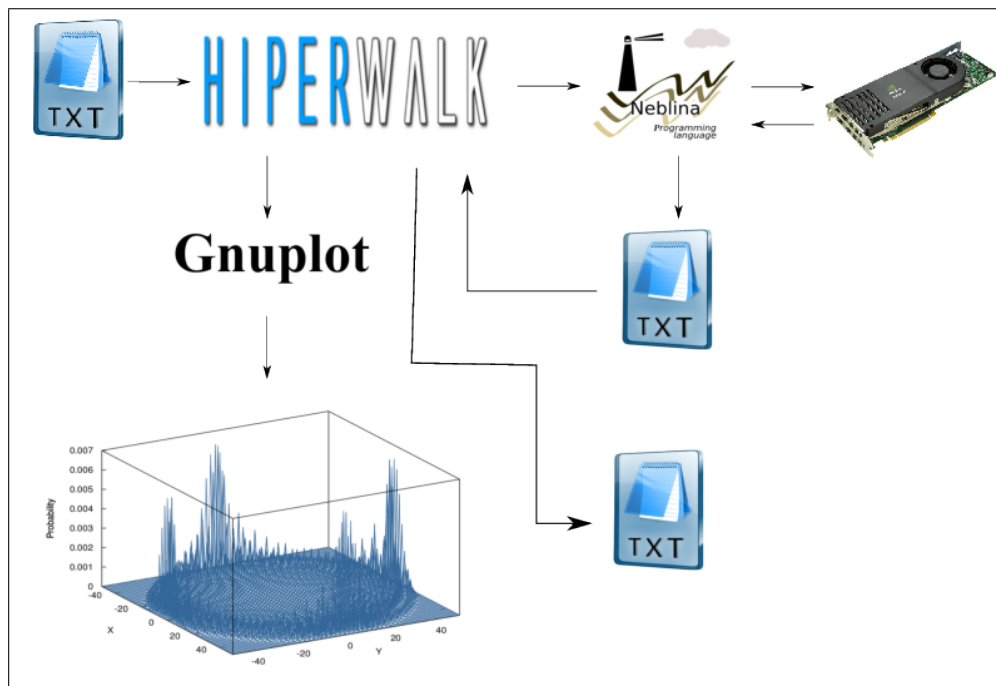 TXT
HIPERWALK
Neblina
Programming
language
Gnuplot
TXT
TXT
0.007
0.006
0.005
0.004
0.003
0.002
0.001
0
Probability
-40
-20
0
20
40
X
-40
-20
0
20
40
Y